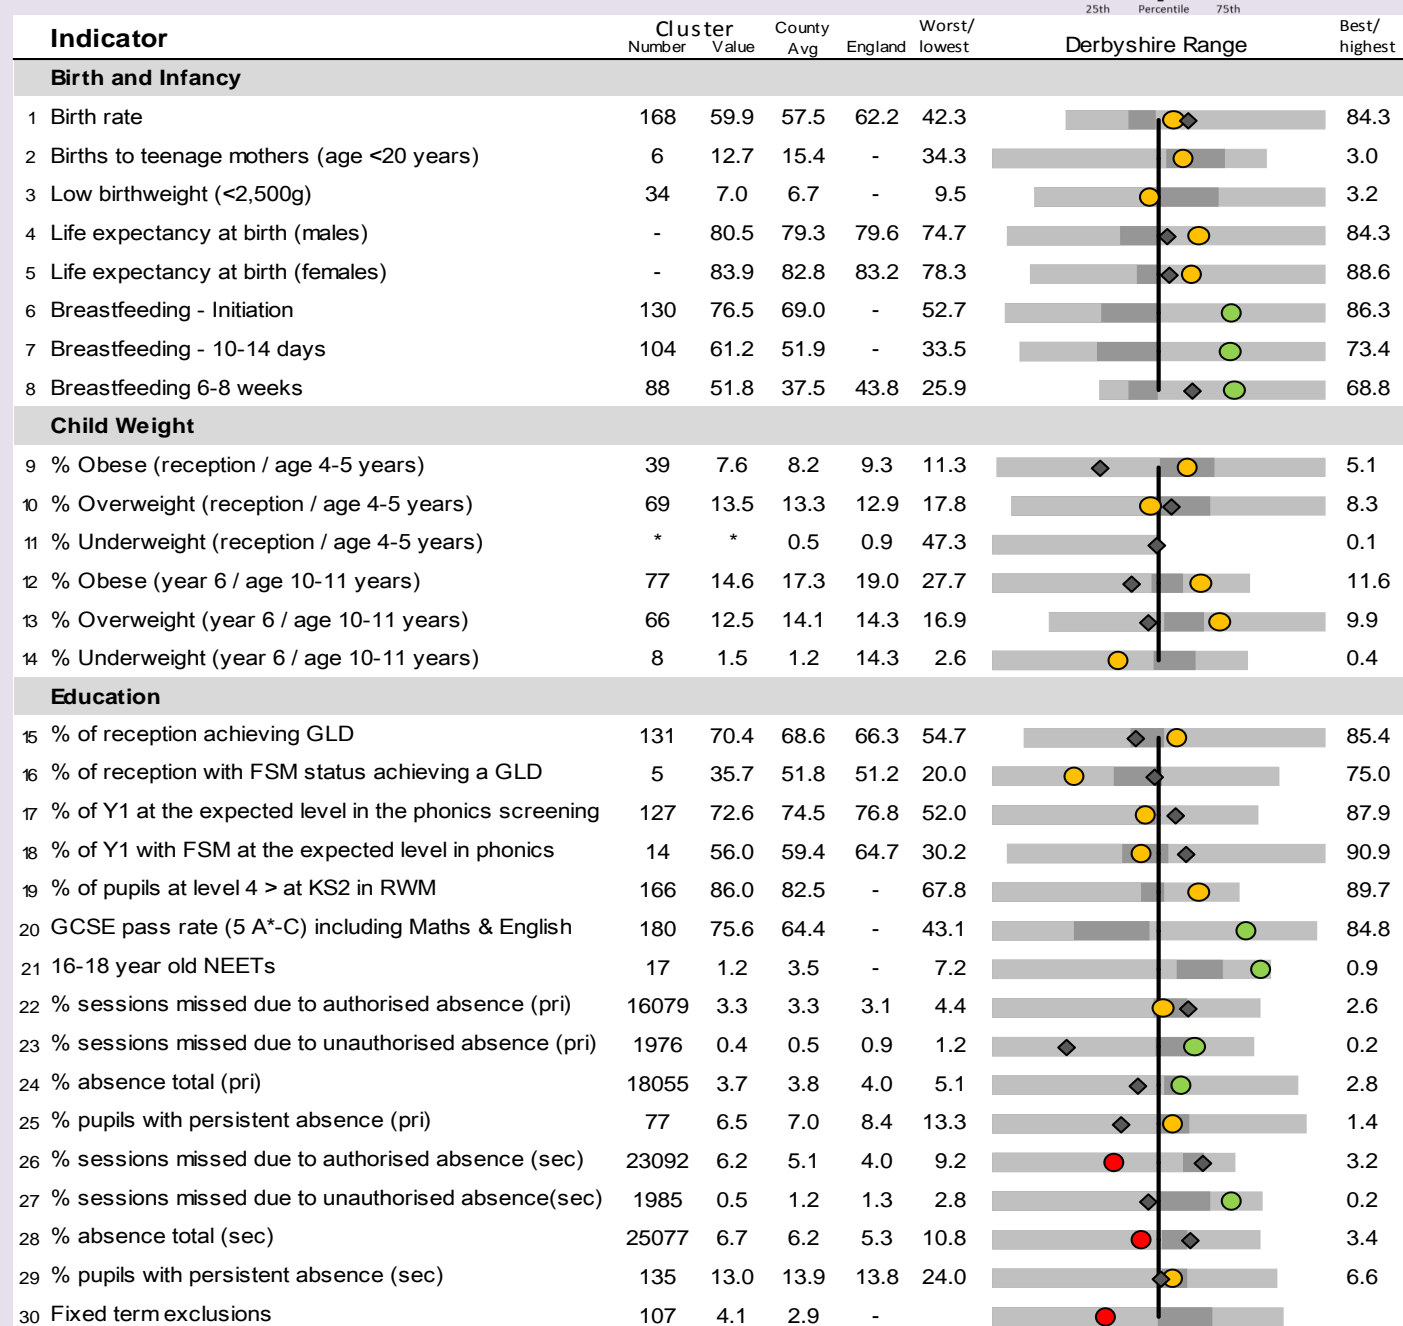 25th Percentile 75th
Indicator Cluster Number Value County Avg England Worst/ lowest Derbyshire Range Best/ highest
Birth and Infancy
1 Birth rate 168 59.9 57.5 62.2 42.3 84.3
2 Births to teenage mothers (age <20 years) 6 12.7 15.4 - 34.3 3.0
3 Low birthweight (<2,500g) 34 7.0 6.7 - 9.5 3.2
4 Life expectancy at birth (males) - 80.5 79.3 79.6 74.7 84.3
5 Life expectancy at birth (females) - 83.9 82.8 83.2 78.3 88.6
6 Breastfeeding - Initiation 130 76.5 69.0 - 52.7 86.3
7 Breastfeeding - 10-14 days 104 61.2 51.9 - 33.5 73.4
8 Breastfeeding 6-8 weeks 88 51.8 37.5 43.8 25.9 68.8
Child Weight
9 % Obese (reception / age 4-5 years) 39 7.6 8.2 9.3 11.3 5.1
10 % Overweight (reception / age 4-5 years) 69 13.5 13.3 12.9 17.8 8.3
11 % Underweight (reception / age 4-5 years) * * 0.5 0.9 47.3 0.1
12 % Obese (year 6 / age 10-11 years) 77 14.6 17.3 19.0 27.7 11.6
13 % Overweight (year 6 / age 10-11 years) 66 12.5 14.1 14.3 16.9 9.9
14 % Underweight (year 6 / age 10-11 years) 8 1.5 1.2 14.3 2.6 0.4
Education
15 % of reception achieving GLD 131 70.4 68.6 66.3 54.7 85.4
16 % of reception with FSM status achieving a GLD 5 35.7 51.8 51.2 20.0 75.0
17 % of Y1 at the expected level in the phonics screening 127 72.6 74.5 76.8 52.0 87.9
18 % of Y1 with FSM at the expected level in phonics 14 56.0 59.4 64.7 30.2 90.9
19 % of pupils at level 4 > at KS2 in RWM 166 86.0 82.5 - 67.8 89.7
20 GCSE pass rate (5 A*-C) including Maths & English 180 75.6 64.4 - 43.1 84.8
21 16-18 year old NEETs 17 1.2 3.5 - 7.2 0.9
22 % sessions missed due to authorised absence (pri) 16079 3.3 3.3 3.1 4.4 2.6
23 % sessions missed due to unauthorised absence (pri) 1976 0.4 0.5 0.9 1.2 0.2
24 % absence total (pri) 18055 3.7 3.8 4.0 5.1 2.8
25 % pupils with persistent absence (pri) 77 6.5 7.0 8.4 13.3 1.4
26 % sessions missed due to authorised absence (sec) 23092 6.2 5.1 4.0 9.2 3.2
27 % sessions missed due to unauthorised absence(sec) 1985 0.5 1.2 1.3 2.8 0.2
28 % absence total (sec) 25077 6.7 6.2 5.3 10.8 3.4
29 % pupils with persistent absence (sec) 135 13.0 13.9 13.8 24.0 6.6
30 Fixed term exclusions 107 4.1 2.9 -